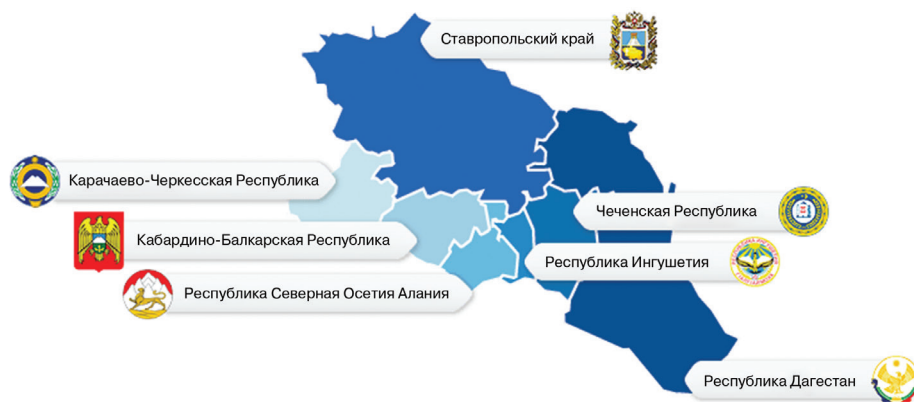 Ставропольский край
Карачаево-Черкесская Республика
Чеченская Республика
Кабардино-Балкарская Республика
Республика Ингушетия
Республика Северная Осетия Алания
Республика Дагестан